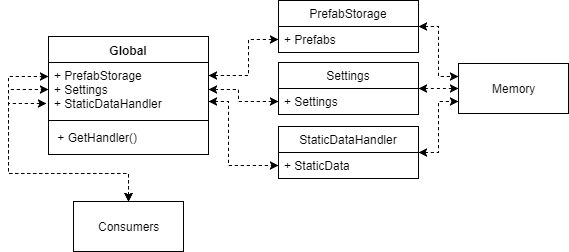 Global
+ PrefabStorage
+ Settings
+ StaticDataHandler
+ GetHandler()
PrefabStorage
+ Prefabs
Settings
+ Settings
StaticDataHandler
+ StaticData
Memory
Consumers